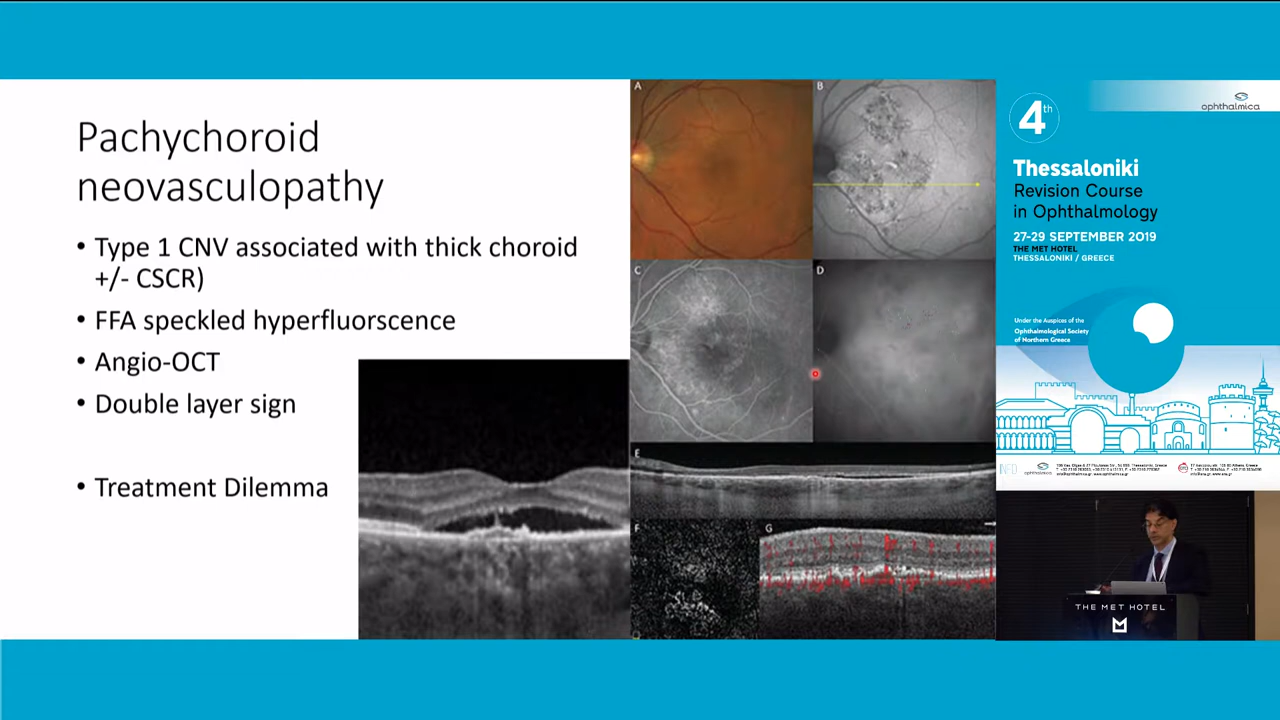 Pachychoroid
neovasculopathy
• Type 1 CNV associated with thick choroid
+/- CSCR)
• FFA speckled hyperfluorscence
• Angio-OCT
• Double layer sign
• Treatment Dilemma
A
B
C
D
E
F
G
ophthalmica
4th
Thessaloniki
Revision Course
in Ophthalmology
27-29 SEPTEMBER 2019
THE MET HOTEL
THESSALONIKI / GREECE
Under the Auspices of the
Ophthalmological Society
of Northern Greece
THE MET HOTEL